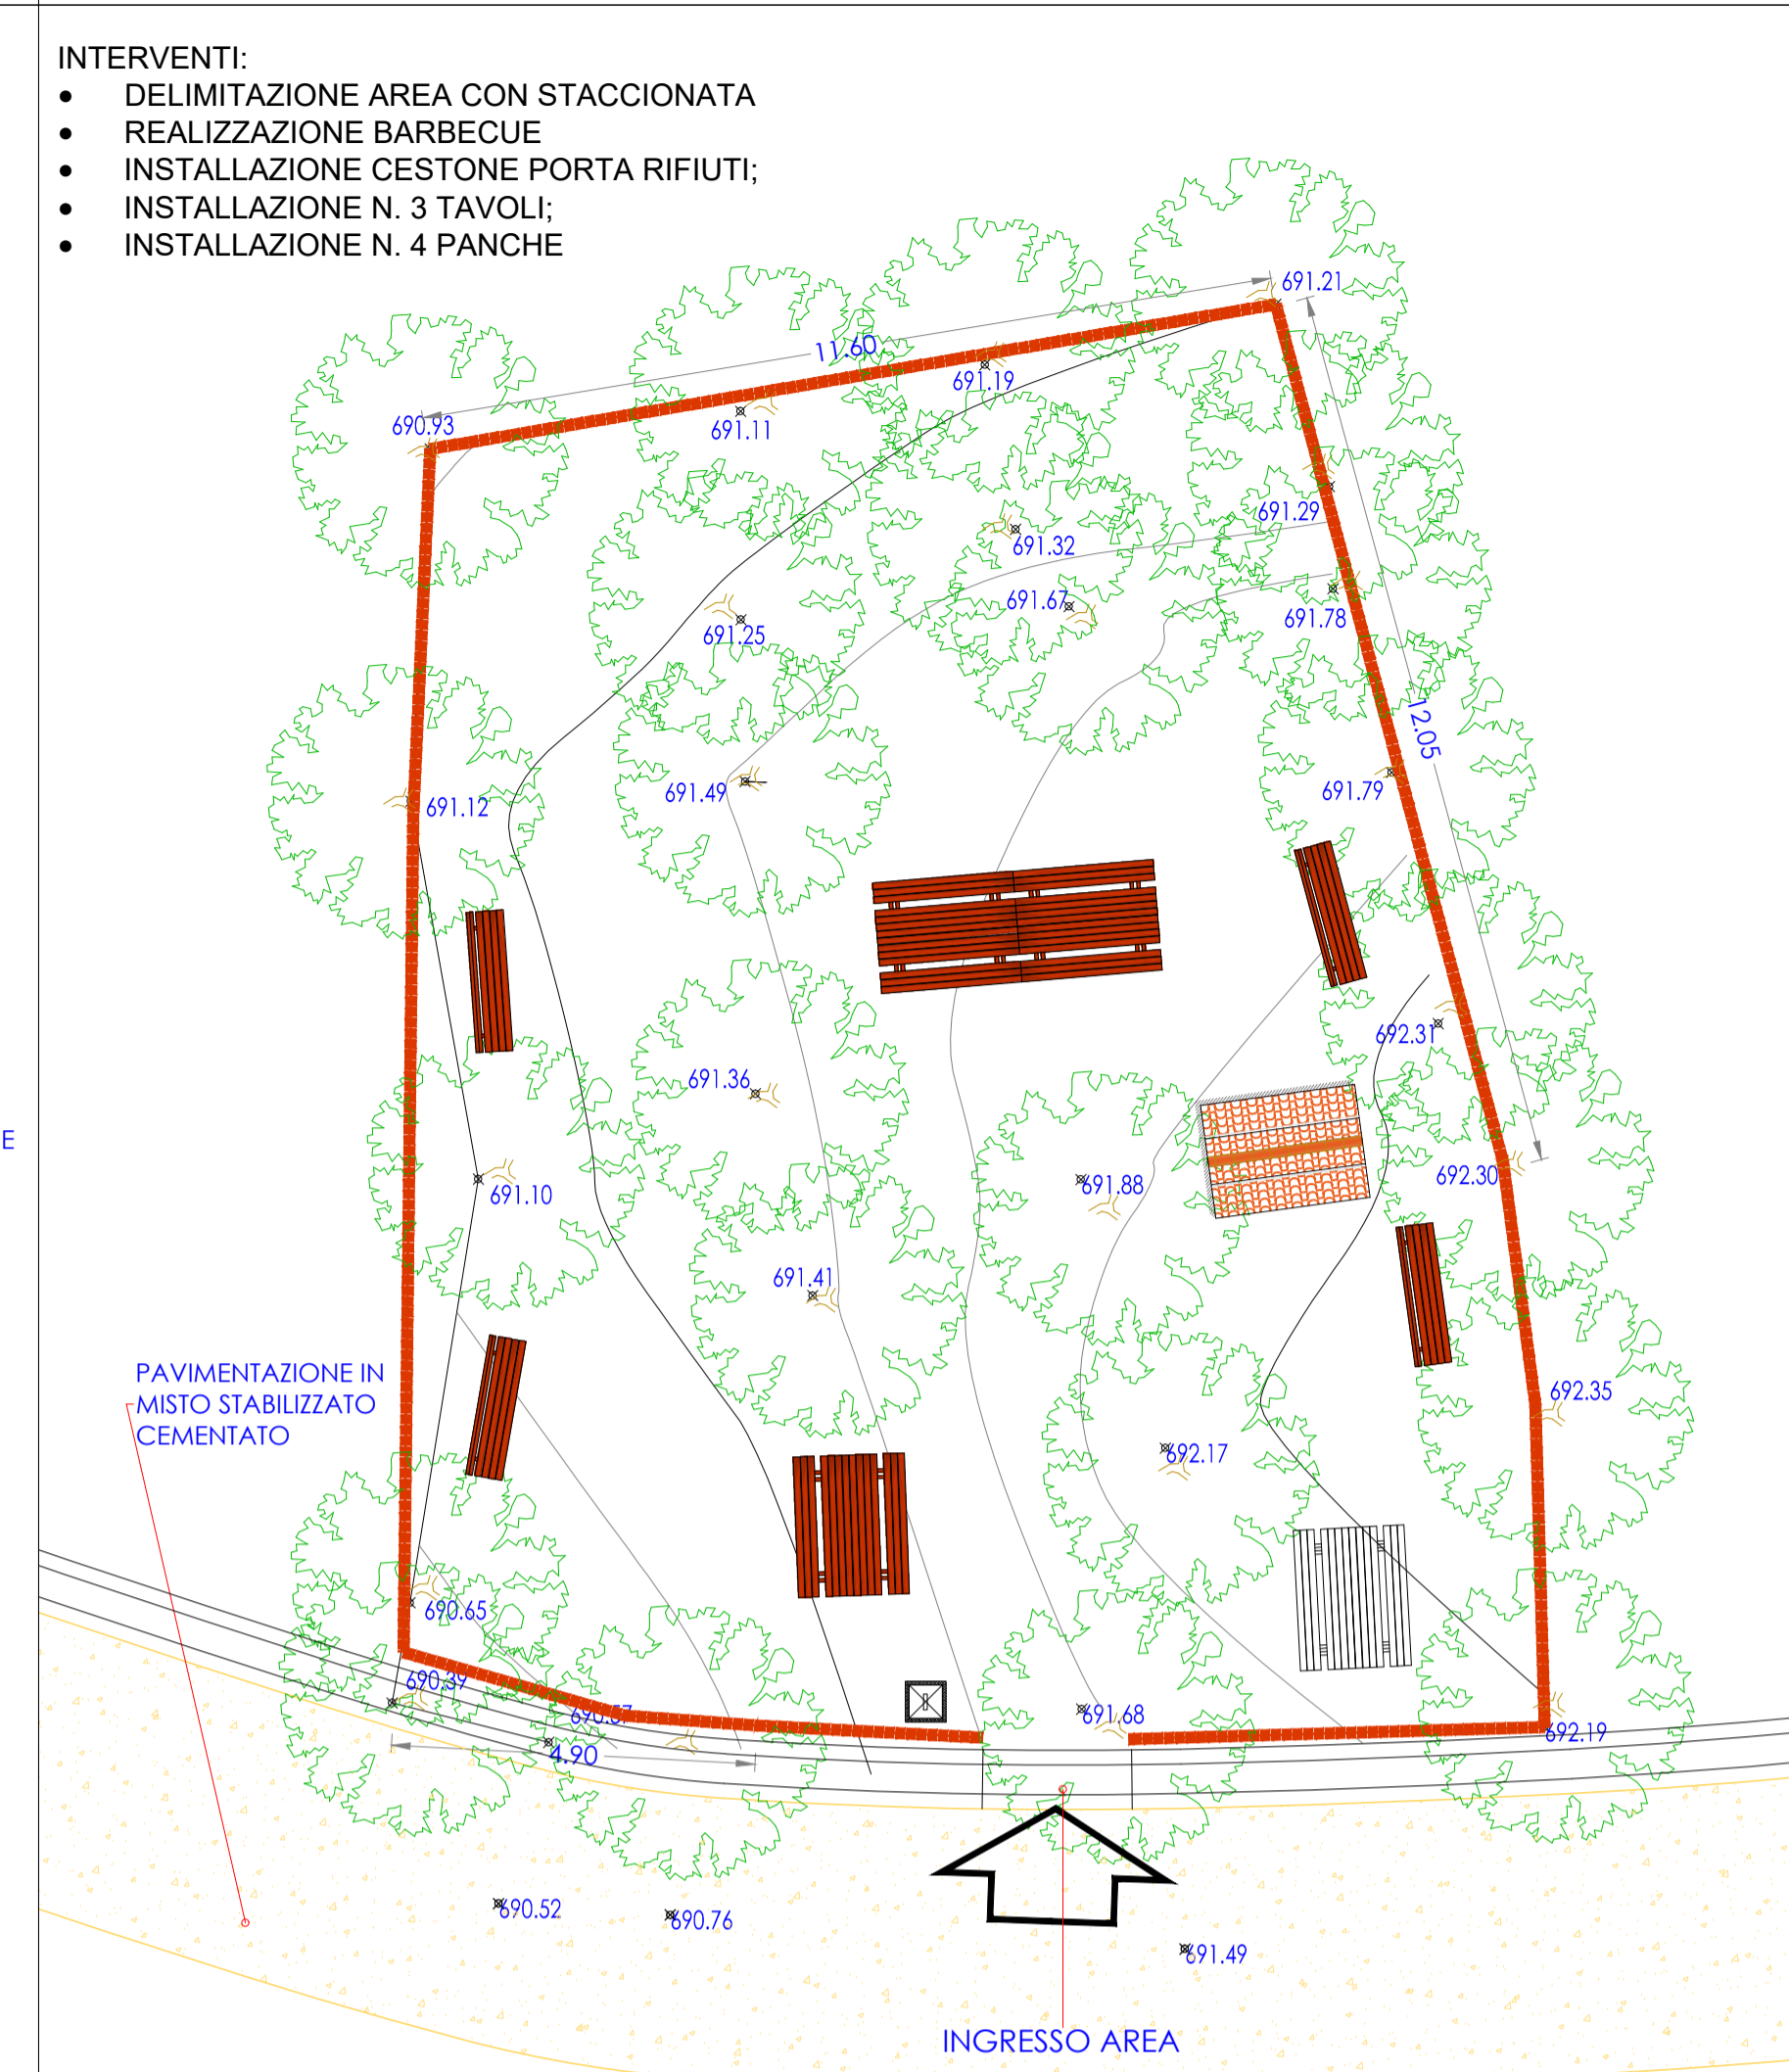 INTERVENTI:
• DELIMITAZIONE AREA CON STACCIONATA
• REALIZZAZIONE BARBECUE
• INSTALLAZIONE CESTONE PORTA RIFIUTI;
• INSTALLAZIONE N. 3 TAVOLI;
• INSTALLAZIONE N. 4 PANCHE
691.21
11.60
691.19
690.93
691.11
691.29
691.32
691.67
691.78
691.25
12.05
691.49
691.79
691.12
692.31
691.36
E
692.30
691.88
691.10
691.41
PAVIMENTAZIONE IN
MISTO STABILIZZATO
CEMENTATO
692.35
692.17
690.65
690.39
690.57
691.68
692.19
4.90
690.52
690.76
691.49
INGRESSO AREA